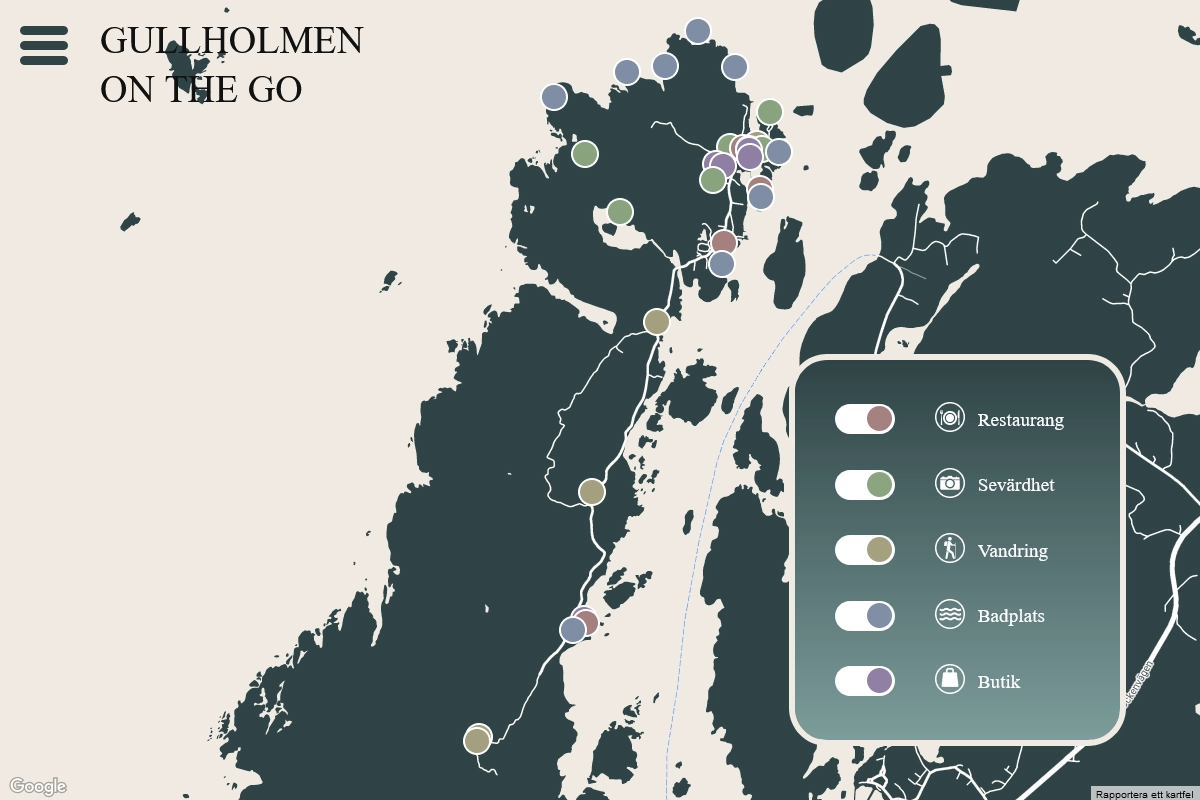 GULLHOLMEN
ON THE GO
Restaurang
Sevärdhet
Vandring
Badplats
Butik
Google
Rapportera ett kartfel